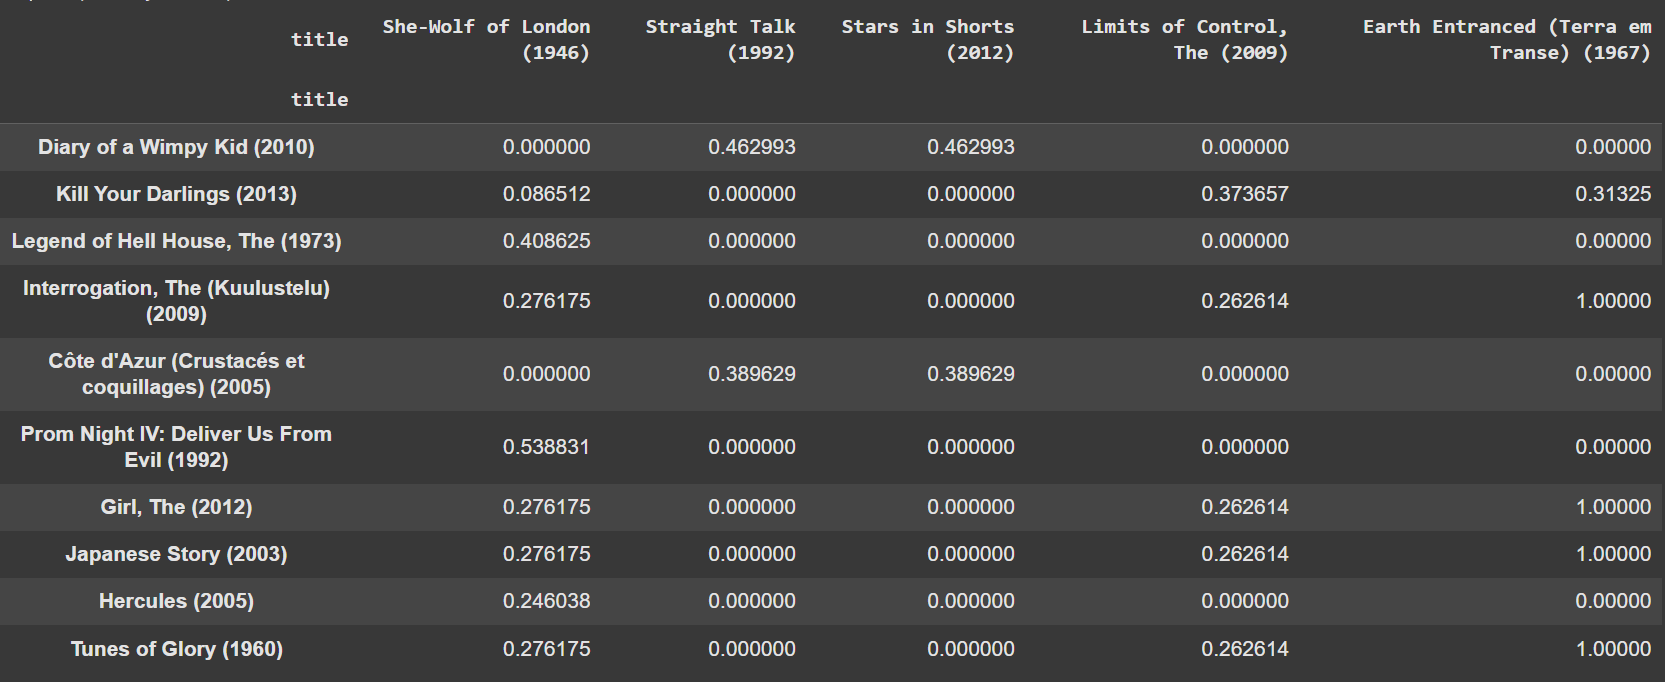 title She-Wolf of London (1946) Straight Talk (1992) Stars in Shorts (2012) Limits of Control, The (2009) Earth Entranced (Terra em Transe) (1967)
title
Diary of a Wimpy Kid (2010) 0.000000 0.462993 0.462993 0.000000 0.00000
Kill Your Darlings (2013) 0.086512 0.000000 0.000000 0.373657 0.31325
Legend of Hell House, The (1973) 0.408625 0.000000 0.000000 0.000000 0.00000
Interrogation, The (Kuulustelu) (2009) 0.276175 0.000000 0.000000 0.262614 1.00000
Côte d'Azur (Crustacés et coquillages) (2005) 0.000000 0.389629 0.389629 0.000000 0.00000
Prom Night IV: Deliver Us From Evil (1992) 0.538831 0.000000 0.000000 0.000000 0.00000
Girl, The (2012) 0.276175 0.000000 0.000000 0.262614 1.00000
Japanese Story (2003) 0.276175 0.000000 0.000000 0.262614 1.00000
Hercules (2005) 0.246038 0.000000 0.000000 0.000000 0.00000
Tunes of Glory (1960) 0.276175 0.000000 0.000000 0.262614 1.00000